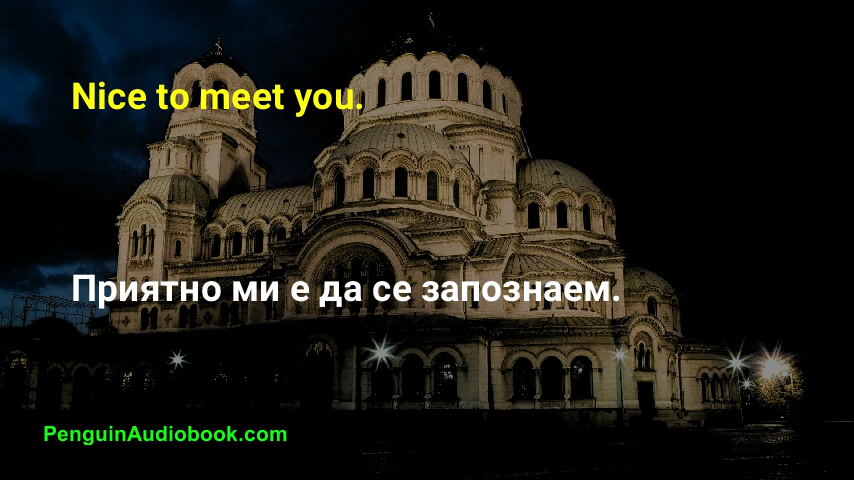 Nice to meet you.
Приятно ми е да се запознаем.
PenguinAudiobook.com